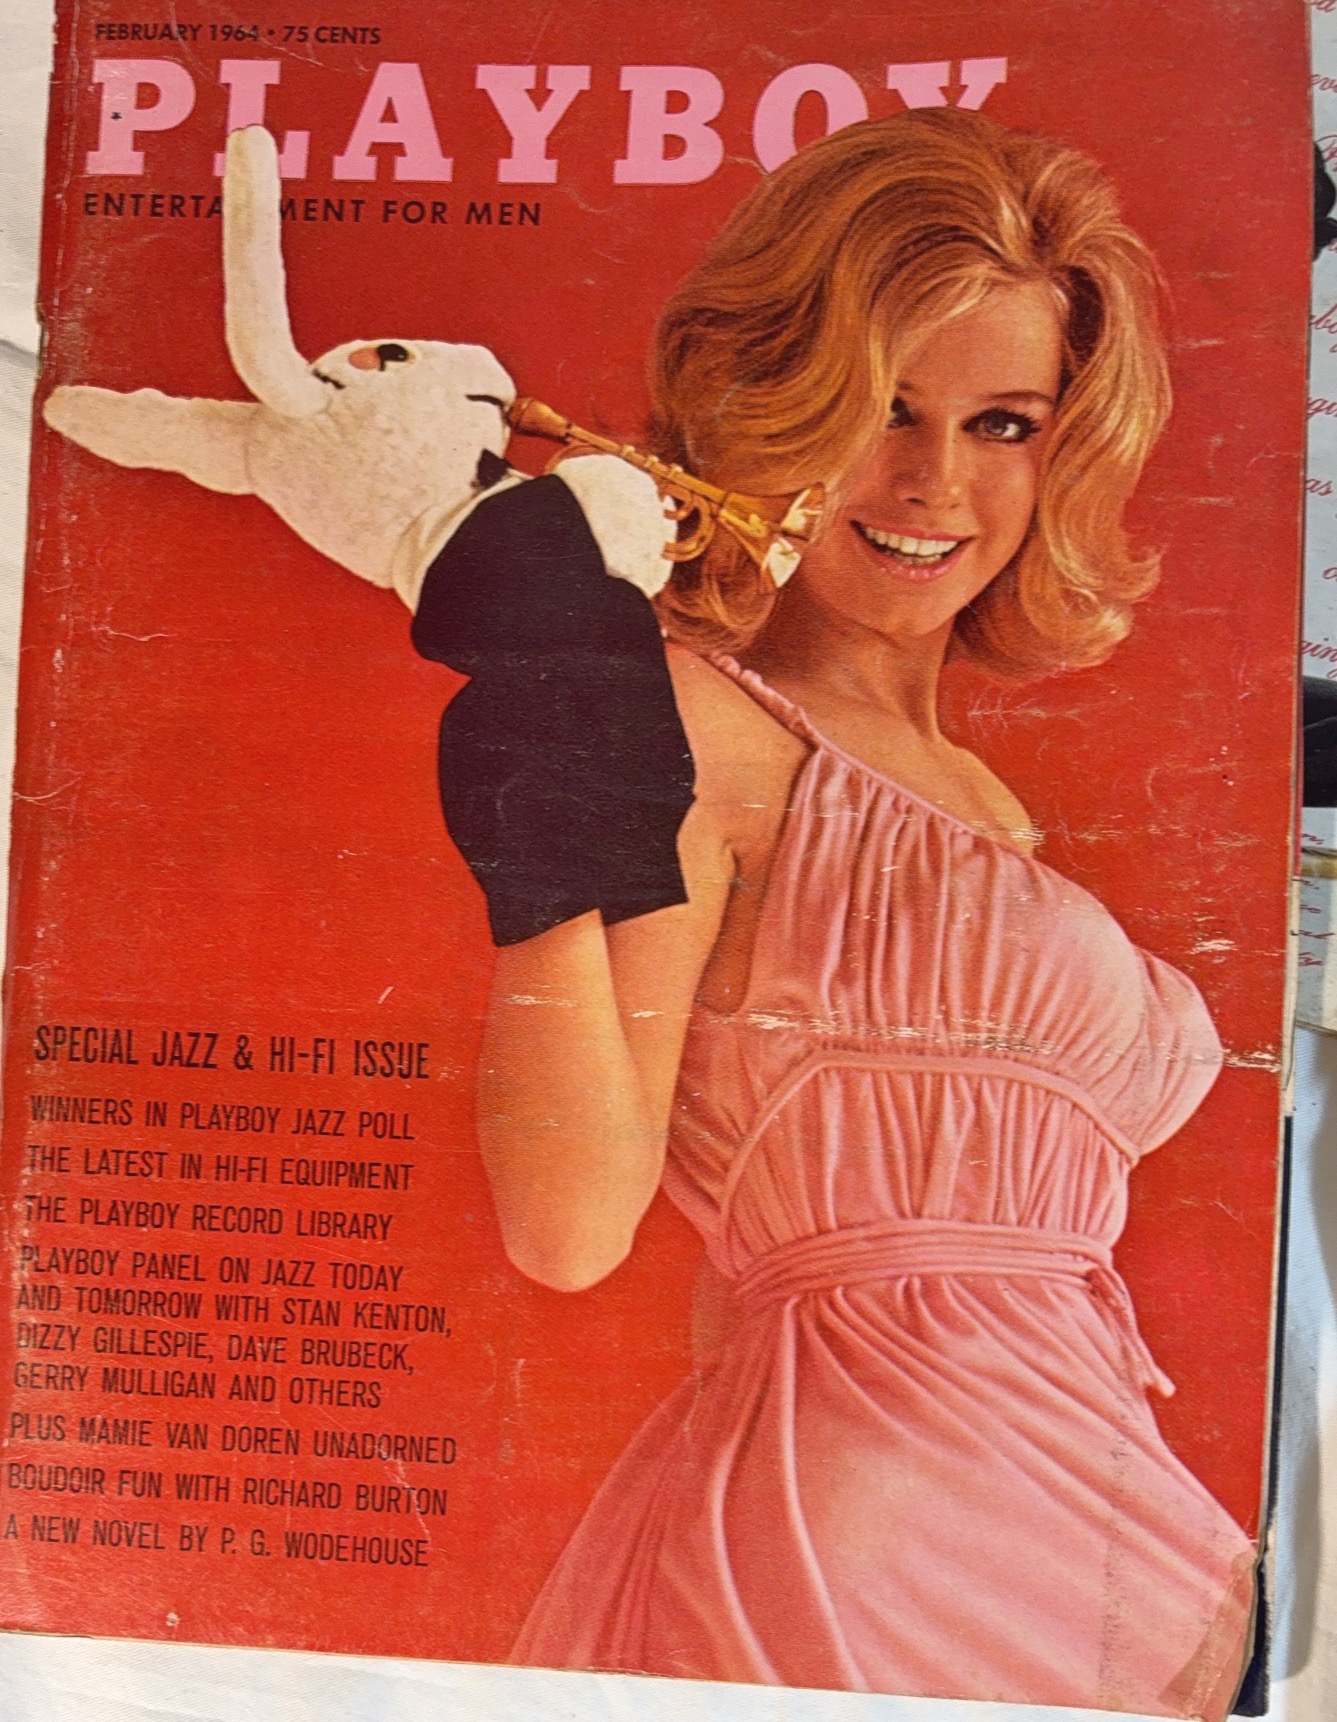 FEBRUARY 1964 • 75 CENTS
PLAYBOY
ENTERTA MENT FOR MEN
SPECIAL JAZZ & HI-FI ISSUE
WINNERS IN PLAYBOY JAZZ POLL
THE LATEST IN HI-FI EQUIPMENT
THE PLAYBOY RECORD LIBRARY
PLAYBOY PANEL ON JAZZ TODAY
AND TOMORROW WITH STAN KENTON,
DIZZY GILLESPIE, DAVE BRUBECK,
GERRY MULLIGAN AND OTHERS
PLUS MAMIE VAN DOREN UNADORNED
BOUDOIR FUN WITH RICHARD BURTON
A NEW NOVEL BY P. G. WODEHOUSE